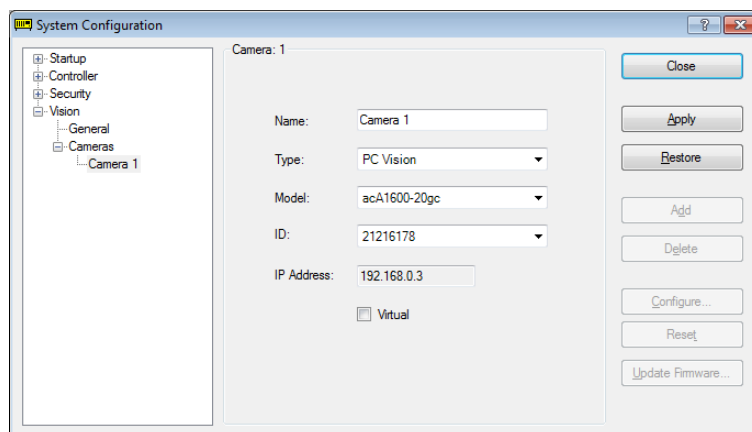 System Configuration
Startup
Controller
Security
Vision
General
Cameras
Camera 1
Camera: 1
Name: Camera 1
Type: PC Vision
Model: acA1600-20gc
ID: 21216178
IP Address: 192.168.0.3
Virtual
Close
Apply
Restore
Add
Delete
Configure...
Reset
Update Firmware...